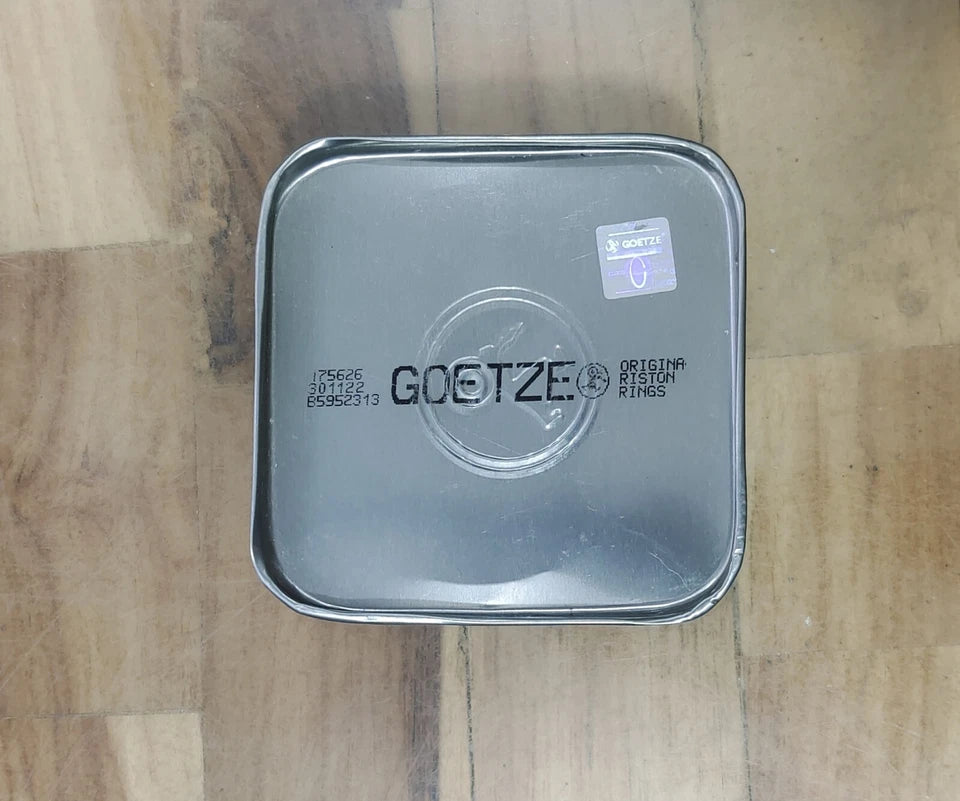 GOETZE
175626
301122
B5952313
GOETZE
ORIGINA
RISTON
RINGS